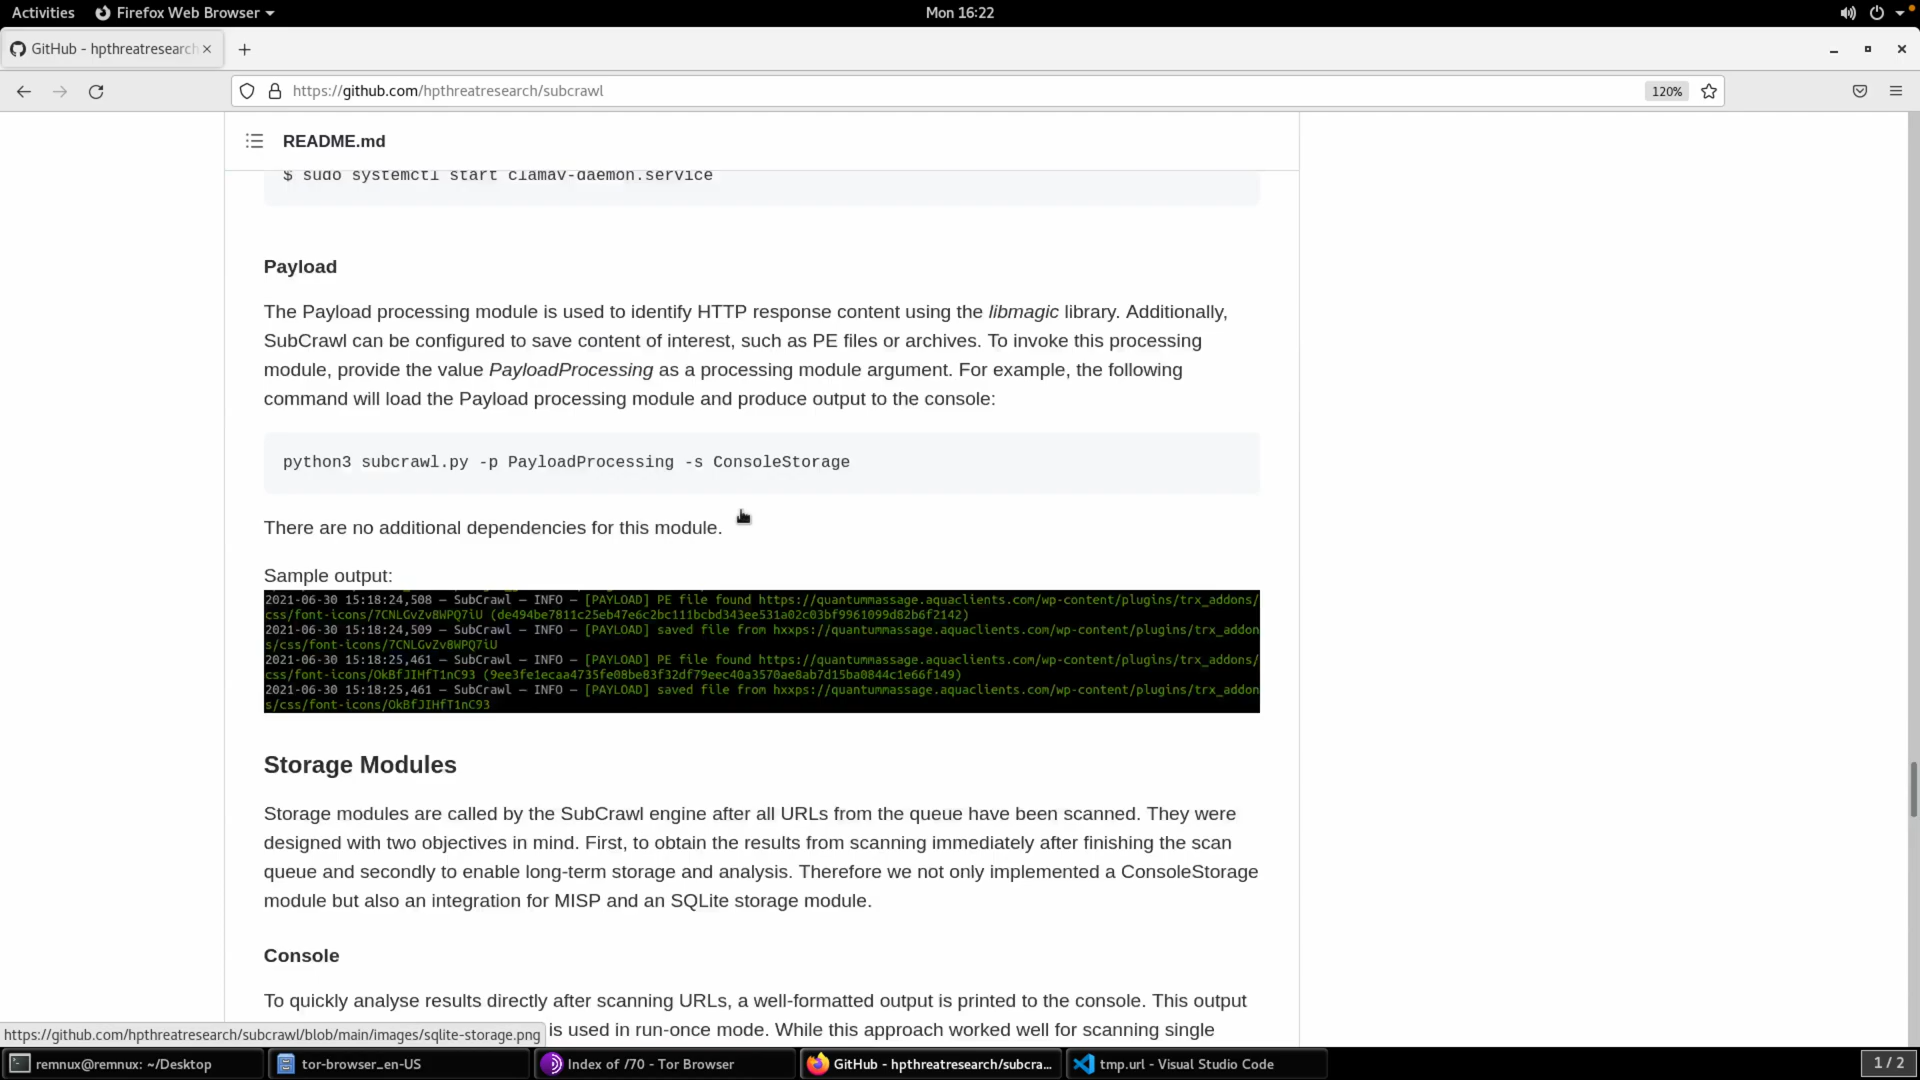 Activities
Firefox Web Browser
Mon 16:22
GitHub - hpthreatresearch
https://github.com/hpthreatresearch/subcrawl
120%
README.md
$ sudo systemctl start clamav-daemon.service
Payload
The Payload processing module is used to identify HTTP response content using the libmagic library. Additionally,
SubCrawl can be configured to save content of interest, such as PE files or archives. To invoke this processing
module, provide the value PayloadProcessing as a processing module argument. For example, the following
command will load the Payload processing module and produce output to the console:
python3 subcrawl.py -p PayloadProcessing -s ConsoleStorage
There are no additional dependencies for this module.
Sample output:
2021-06-30 15:18:24,508 – SubCrawl – INFO – [PAYLOAD] PE file found https://quantummassage.aquaclients.com/wp-content/plugins/trx_addons/
css/font-icons/7CNLGvZv8WPQ7iU (de494be7811c25eb47e6c2bc111bcbd343ee531a02c03bf9961099d82b6f2142)
2021-06-30 15:18:24,509 – SubCrawl – INFO – [PAYLOAD] saved file from hxxps://quantummassage.aquaclients.com/wp-content/plugins/trx_addon
s/css/font-icons/7CNLGvZv8WPQ7iU
2021-06-30 15:18:25,461 – SubCrawl – INFO – [PAYLOAD] PE file found https://quantummassage.aquaclients.com/wp-content/plugins/trx_addons/
css/font-icons/OkBfJIHfT1nC93 (9ee3fe1ecaa4735fe08be83f32df79eec40a3570ae8ab7d15ba0844c1e66f149)
2021-06-30 15:18:25,461 – SubCrawl – INFO – [PAYLOAD] saved file from hxxps://quantummassage.aquaclients.com/wp-content/plugins/trx_addon
s/css/font-icons/OkBfJIHfT1nC93
Storage Modules
Storage modules are called by the SubCrawl engine after all URLs from the queue have been scanned. They were
designed with two objectives in mind. First, to obtain the results from scanning immediately after finishing the scan
queue and secondly to enable long-term storage and analysis. Therefore we not only implemented a ConsoleStorage
module but also an integration for MISP and an SQLite storage module.
Console
To quickly analyse results directly after scanning URLs, a well-formatted output is printed to the console. This output
is used in run-once mode. While this approach worked well for scanning single
https://github.com/hpthreatresearch/subcrawl/blob/main/images/sqlite-storage.png
remnux@remnux: ~/Desktop
tor-browser_en-US
Index of /70 - Tor Browser
GitHub - hpthreatresearch/subcra...
tmp.url - Visual Studio Code
1 / 2